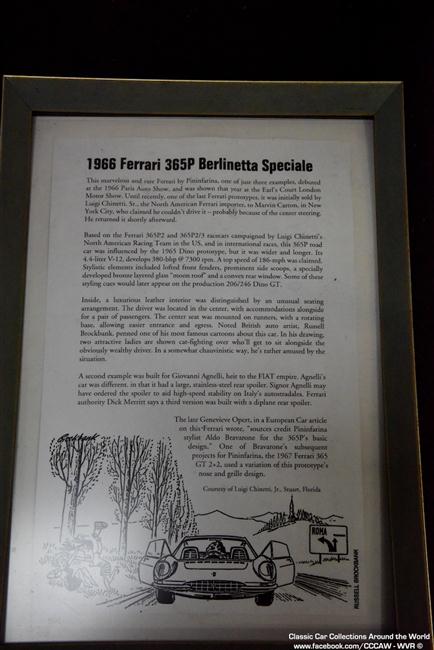 1966 Ferrari 365P Berlinetta Speciale
This marvelous and rare Ferrari by Pininfarina, one of just three examples, debuted
at the 1966 Paris Auto Show, and was shown that year at the Earl's Court London
Motor Show. Until recently, one of the last Ferrari prototypes, it was initially sold by
Luigi Chinetti, Sr., the North American Ferrari importer, to Marvin Carton, in New
York City, who claimed he couldn't drive it – probably because of the center steering.
He returned it shortly afterward.
Based on the Ferrari 365P2 and 365P2/3 racecars campaigned by Luigi Chinetti's
North American Racing Team in the US, and in international races, this 365P road
car was influenced by the 1965 Dino prototype, but it was wider and longer. Its
4.4-liter V-12, develops 380-bhp @ 7300 rpm. A top speed of 186-mph was claimed.
Stylistic elements included lofted front fenders, prominent side scoops, a specially
developed bronze layered glass "moon roof" and a convex rear window. Some of these
styling cues would later appear on the production 206/246 Dino GT.
Inside, a luxurious leather interior was distinguished by an unusual seating
arrangement. The driver was located in the center, with accommodations alongside
for a pair of passengers. The center seat was mounted on runners, with a rotating
base, allowing easier entrance and egress. Noted British auto artist, Russell
Brockbank, penned one of his most famous cartoons about this car. In his drawing,
two attractive ladies are shown cat-fighting over who'll get to sit alongside the
obviously wealthy driver. In a somewhat chauvinistic way, he's rather amused by the
situation.
A second example was built for Giovanni Agnelli, heir to the FIAT empire. Agnelli's
car was different, in that it had a large, stainless-steel rear spoiler. Signor Agnelli may
have ordered the spoiler to aid high-speed stability on Italy's autostradales. Ferrari
authority Dick Merritt says a third version was built with a diplane rear spoiler.
The late Genevieve Opert, in a European Car article
on this Ferrari wrote, "sources credit Pininfarina
stylist Aldo Bravarone for the 365P's basic
design." One of Bravarone's subsequent
projects for Pininfarina, the 1967 Ferrari 365
GT 2+2, used a variation of this prototype's
nose and grille design.
Courtesy of Luigi Chinetti, Jr., Stuart, Florida
Brockbank
ROMA
RUSSELL BROCKBANK
Classic Car Collections Around the World
www.facebook.com/CCCAW - WVR ©